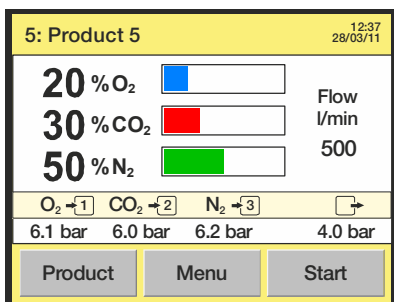 5: Product 5
12:37
28/03/11
20 % O₂
30 % CO₂
50 % N₂
Flow
l/min
500
O₂ 1 CO₂ 2 N₂ 3
6.1 bar 6.0 bar 6.2 bar 4.0 bar
Product Menu Start